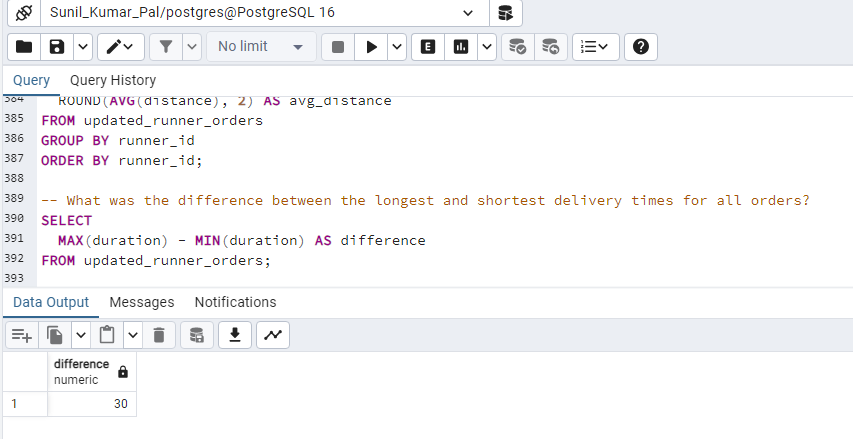 Sunil_Kumar_Pal/postgres@PostgreSQL 16
No limit
E
Query Query History
384 ROUND(AVG(distance), 2) AS avg_distance
385 FROM updated_runner_orders
386 GROUP BY runner_id
387 ORDER BY runner_id;
388
389 -- What was the difference between the longest and shortest delivery times for all orders?
390 SELECT
391 MAX(duration) - MIN(duration) AS difference
392 FROM updated_runner_orders;
393
Data Output Messages Notifications
difference
numeric
1 30